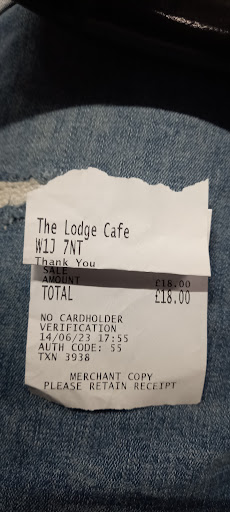 The Lodge Cafe
W1J 7NT
Thank You
SALE
AMOUNT £18.00
TOTAL £18.00
NO CARDHOLDER
VERIFICATION
14/06/23 17:55
AUTH CODE: 55
TXN 3938
MERCHANT COPY
PLEASE RETAIN RECEIPT